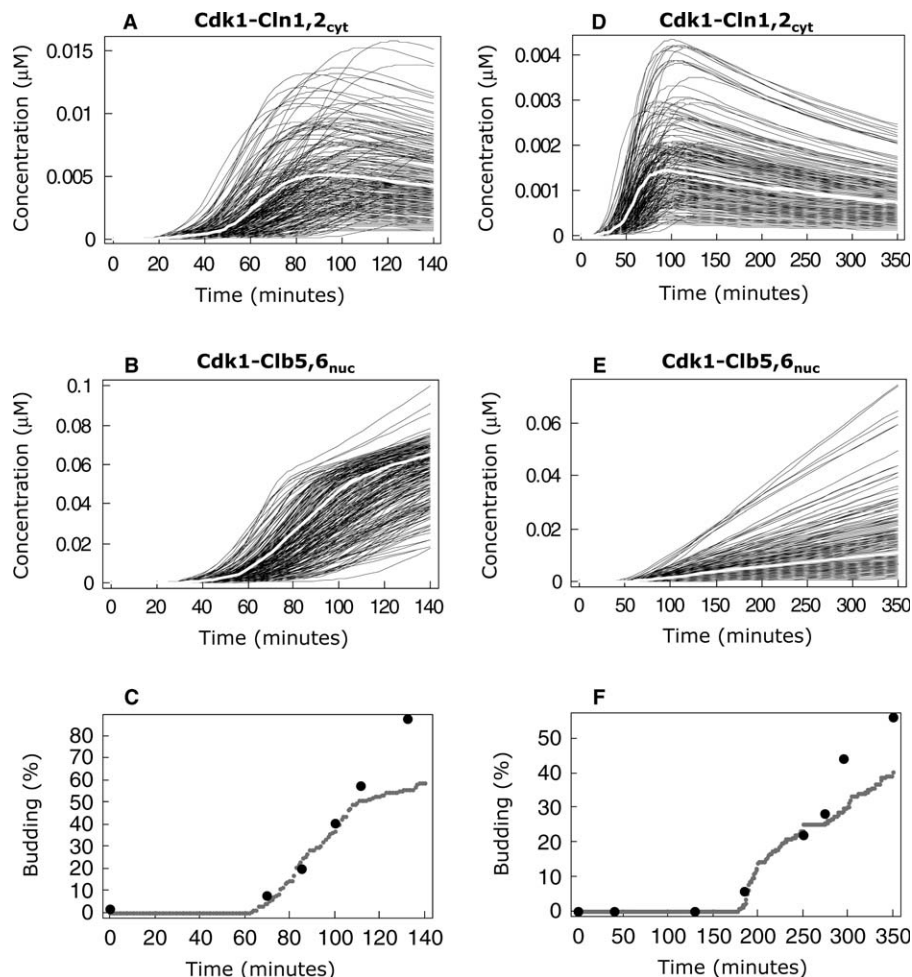 A Cdk1-Cln1,2cyt
Concentration (μM)
0.015
0.01
0.005
0
0 20 40 60 80 100 120 140
Time (minutes)
D Cdk1-Cln1,2cyt
Concentration (μM)
0.004
0.003
0.002
0.001
0
0 50 100 150 200 250 300 350
Time (minutes)
B Cdk1-Clb5,6nuc
Concentration (μM)
0.1
0.08
0.06
0.04
0.02
0
0 20 40 60 80 100 120 140
Time (minutes)
E Cdk1-Clb5,6nuc
Concentration (μM)
0.06
0.04
0.02
0
0 50 100 150 200 250 300 350
Time (minutes)
C
Budding (%)
80
70
60
50
40
30
20
10
0
0 20 40 60 80 100 120 140
Time (minutes)
F
Budding (%)
50
40
30
20
10
0
0 50 100 150 200 250 300 350
Time (minutes)